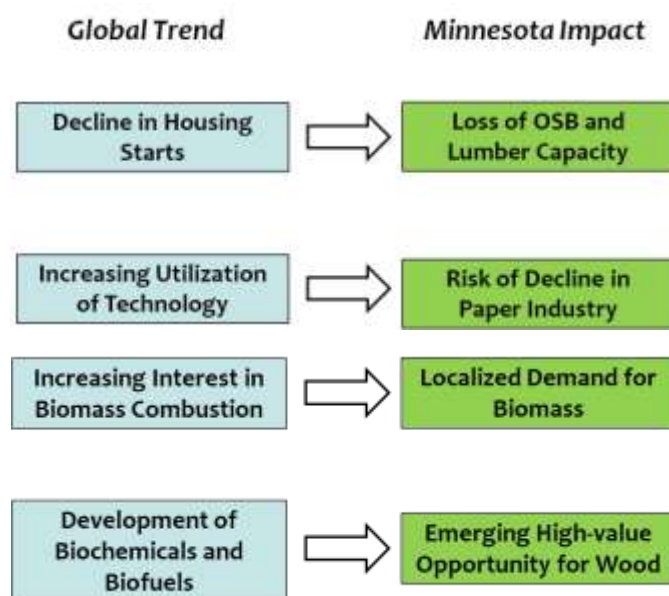 Global Trend
Minnesota Impact
Decline in Housing
Starts
Loss of OSB and
Lumber Capacity
Increasing Utilization
of Technology
Risk of Decline in
Paper Industry
Increasing Interest in
Biomass Combustion
Localized Demand for
Biomass
Development of
Biochemicals and
Biofuels
Emerging High-value
Opportunity for Wood